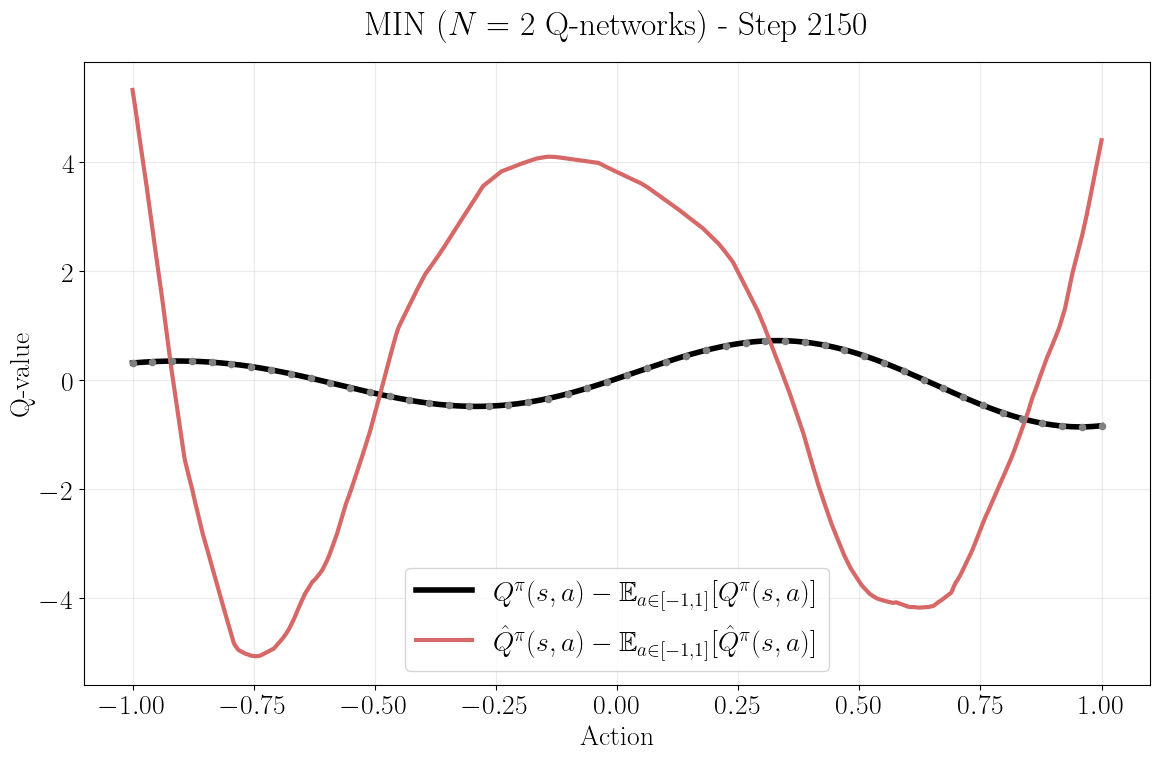 MIN (N = 2 Q-networks) - Step 2150
Q-value
4
2
0
−2
−4
−1.00 −0.75 −0.50 −0.25 0.00 0.25 0.50 0.75 1.00
Action
Q^π(s, a) − 𝔼_{a∈[−1,1]}[Q^π(s, a)]
Q̂^π(s, a) − 𝔼_{a∈[−1,1]}[Q̂^π(s, a)]